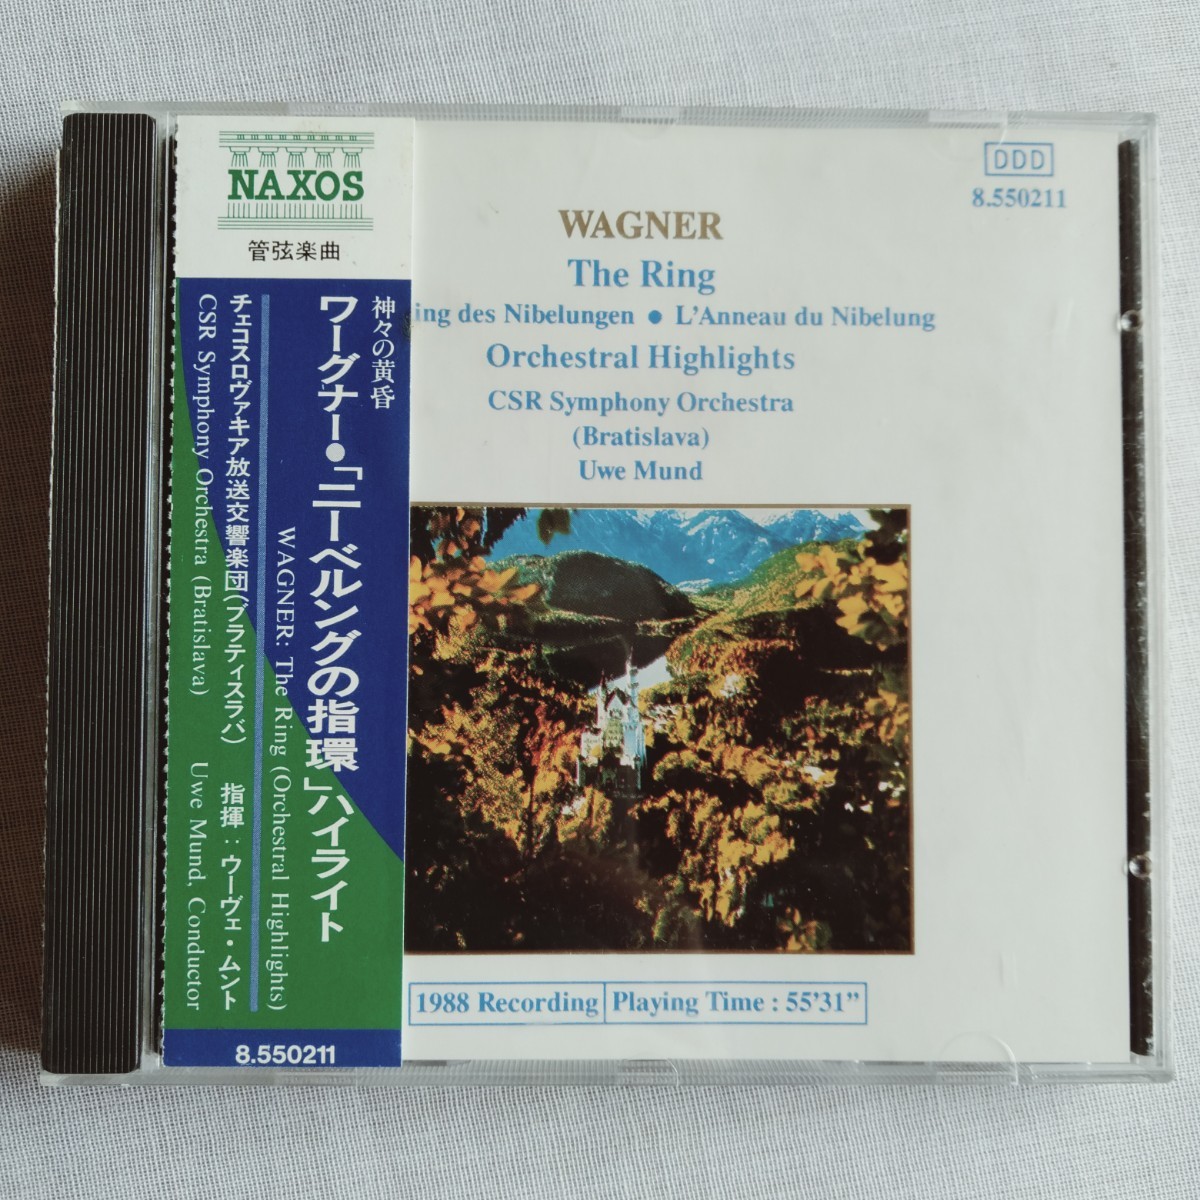 NAXOS
管弦楽曲
神々の黄昏
ワーグナー●「ニーベルングの指環」ハイライト
WAGNER: The Ring (Orchestral Highlights)
チェコスロヴァキア放送交響楽団(ブラティスラバ) 指揮:ウーヴェ・ムント
CSR Symphony Orchestra (Bratislava) Uwe Mund, Conductor
8.550211
DDD
8.550211
WAGNER
The Ring
ing des Nibelungen ● L'Anneau du Nibelung
Orchestral Highlights
CSR Symphony Orchestra
(Bratislava)
Uwe Mund
1988 Recording Playing Time : 55'31”